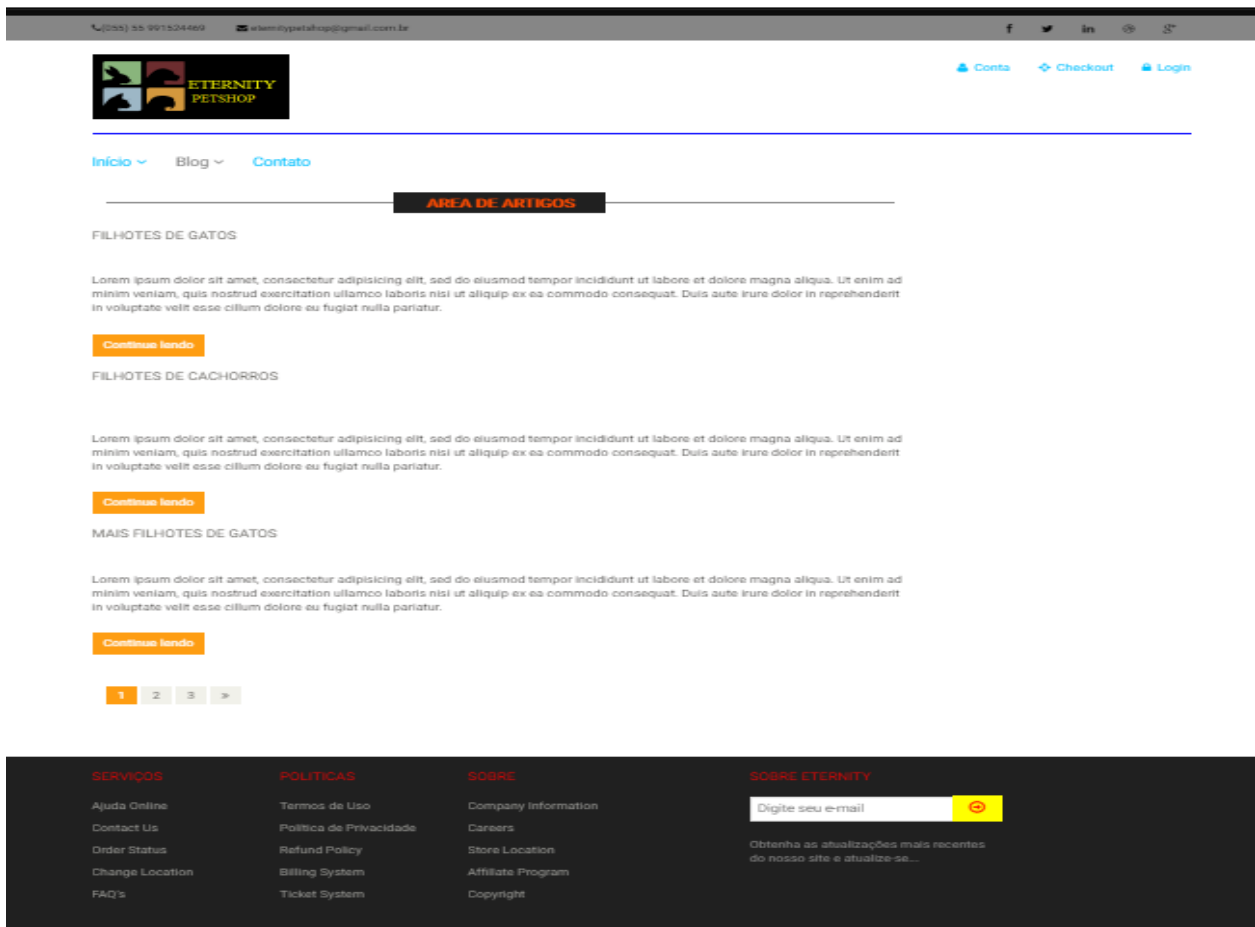 (055) 55 991524469 eternitypetshop@gmail.com.br
f in g+
ETERNITY
PETSHOP
Conta Checkout Login
Início Blog Contato
AREA DE ARTIGOS
FILHOTES DE GATOS
Lorem ipsum dolor sit amet, consectetur adipisicing elit, sed do eiusmod tempor incididunt ut labore et dolore magna aliqua. Ut enim ad
minim veniam, quis nostrud exercitation ullamco laboris nisi ut aliquip ex ea commodo consequat. Duis aute irure dolor in reprehenderit
in voluptate velit esse cillum dolore eu fugiat nulla pariatur.
Continue lendo
FILHOTES DE CACHORROS
Lorem ipsum dolor sit amet, consectetur adipisicing elit, sed do eiusmod tempor incididunt ut labore et dolore magna aliqua. Ut enim ad
minim veniam, quis nostrud exercitation ullamco laboris nisi ut aliquip ex ea commodo consequat. Duis aute irure dolor in reprehenderit
in voluptate velit esse cillum dolore eu fugiat nulla pariatur.
Continue lendo
MAIS FILHOTES DE GATOS
Lorem ipsum dolor sit amet, consectetur adipisicing elit, sed do eiusmod tempor incididunt ut labore et dolore magna aliqua. Ut enim ad
minim veniam, quis nostrud exercitation ullamco laboris nisi ut aliquip ex ea commodo consequat. Duis aute irure dolor in reprehenderit
in voluptate velit esse cillum dolore eu fugiat nulla pariatur.
Continue lendo
1 2 3 »
SERVIÇOS
Ajuda Online
Contact Us
Order Status
Change Location
FAQ's
POLITICAS
Termos de Uso
Política de Privacidade
Refund Policy
Billing System
Ticket System
SOBRE
Company Information
Careers
Store Location
Affillate Program
Copyright
SOBRE ETERNITY
Digite seu e-mail
Obtenha as atualizações mais recentes
do nosso site e atualize-se...